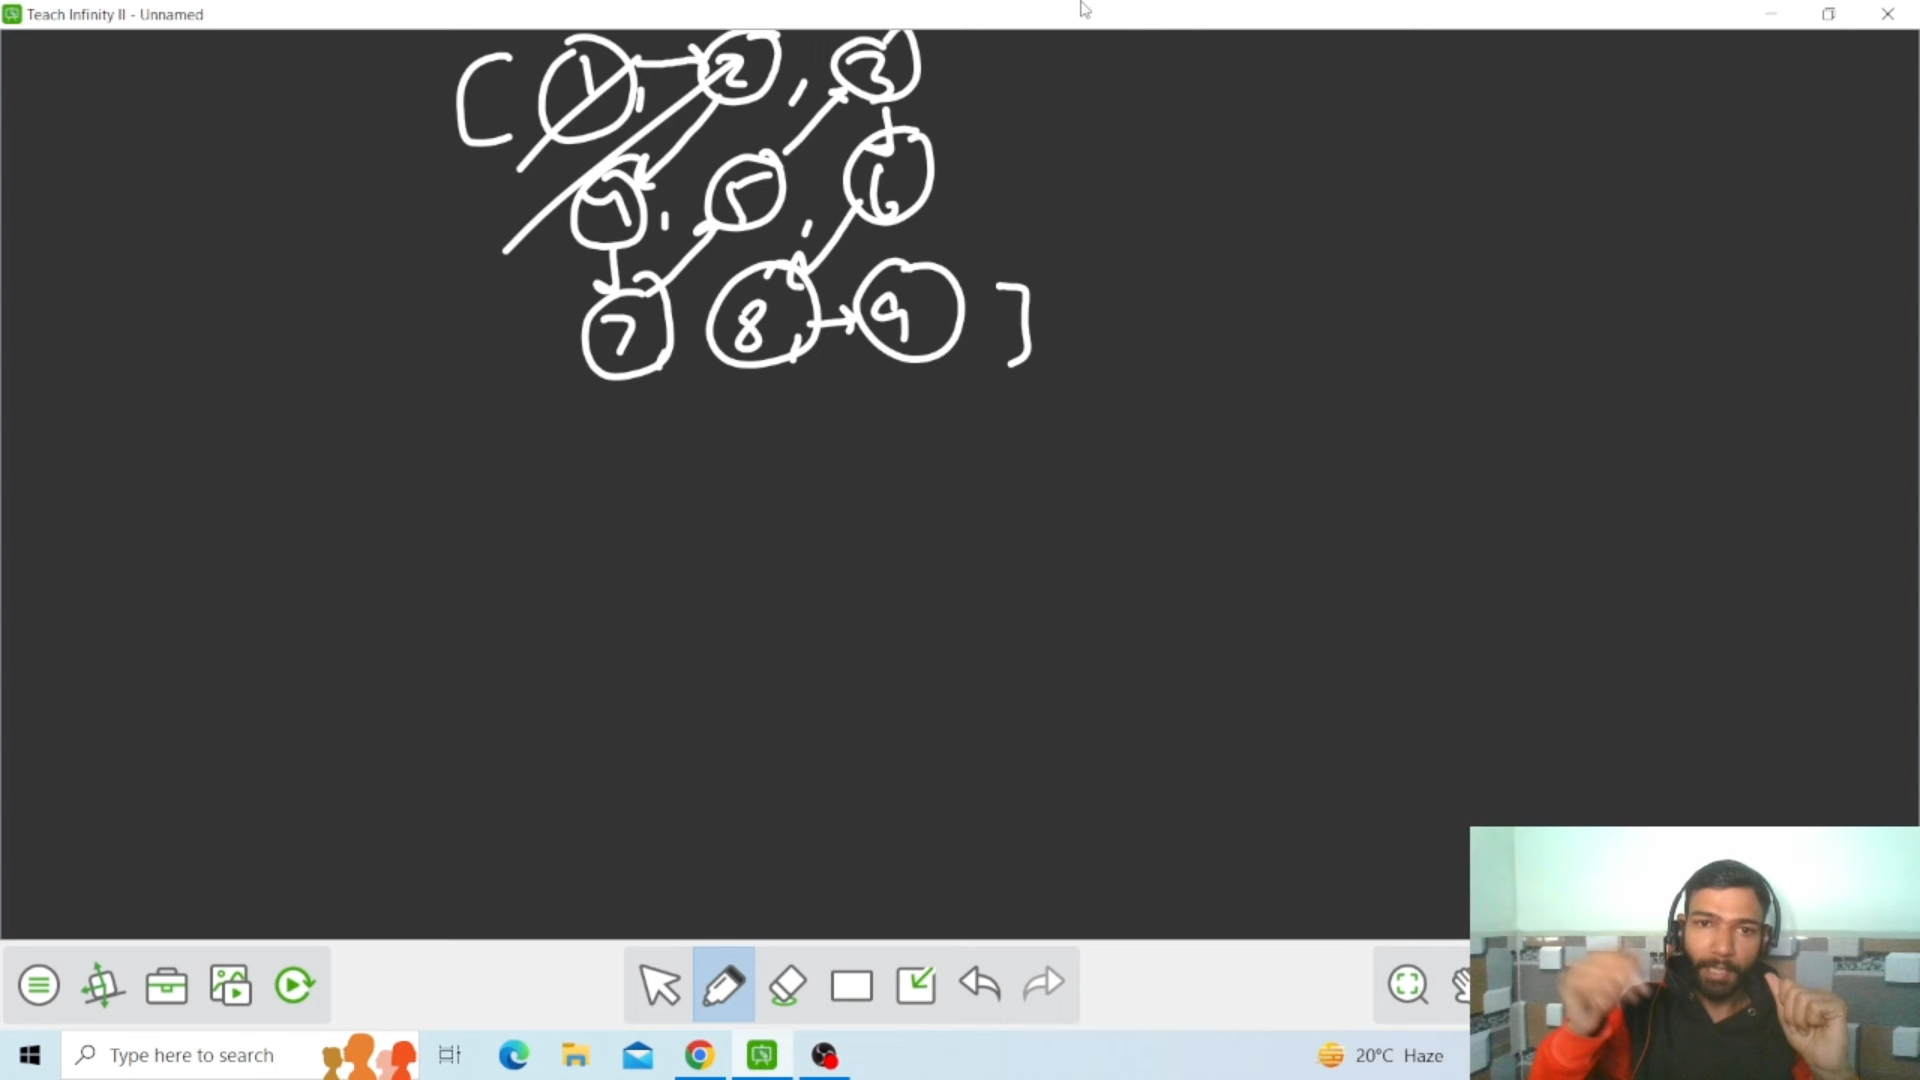 Teach Infinity II - Unnamed
[ 1, 2, 3
4, 5, 6
7 8 9 ]
Type here to search
20°C Haze